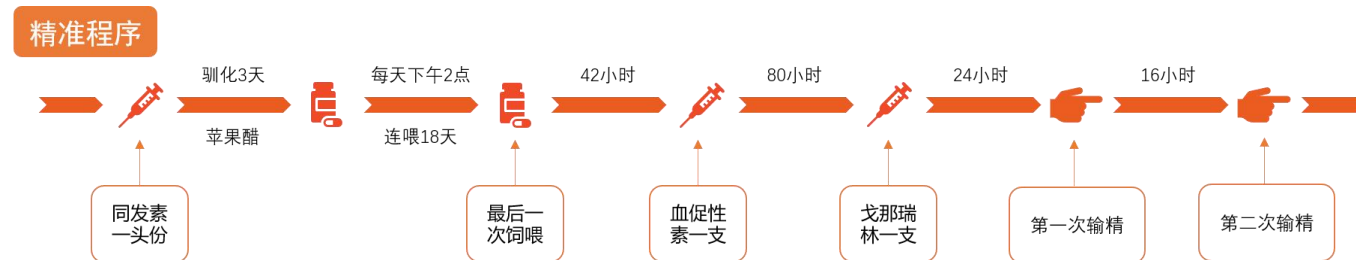 精准程序
驯化3天
每天下午2点
42小时
80小时
24小时
16小时
苹果醋
连喂18天
同发素
一头份
最后一
次饲喂
血促性
素一支
戈那瑞
林一支
第一次输精
第二次输精